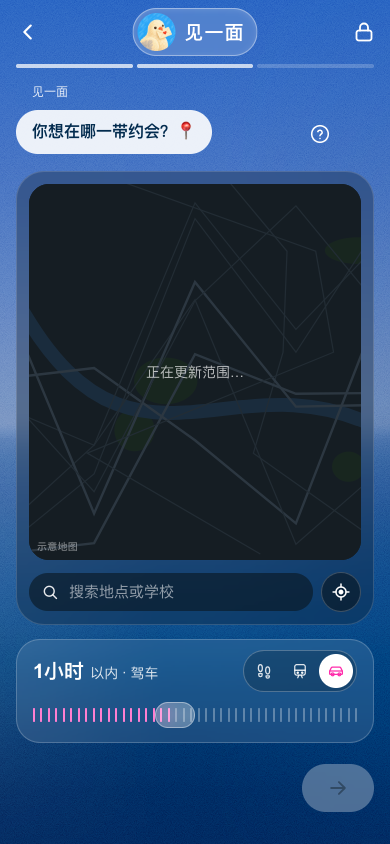 见一面
见一面
你想在哪一带约会？📍
正在更新范围...
示意地图
搜索地点或学校
1小时 以内 · 驾车